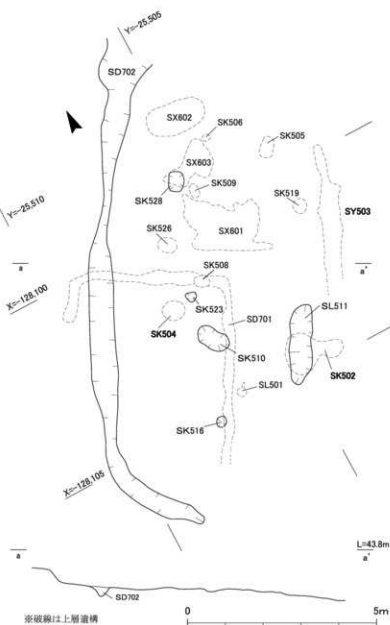 Y=-25.505
SD702
SX602
SK506
SK505
SX603
SK528
SK509
SK519
Y=-25.510
SY503
SX601
SK526
a
a'
SK508
X=-128.100
SL511
SK523
SK504
SD701
SK510
SK502
SL501
SK516
X=-128.105
L=43.8m
a
a'
SD702
※破線は上層遺構
0
5m